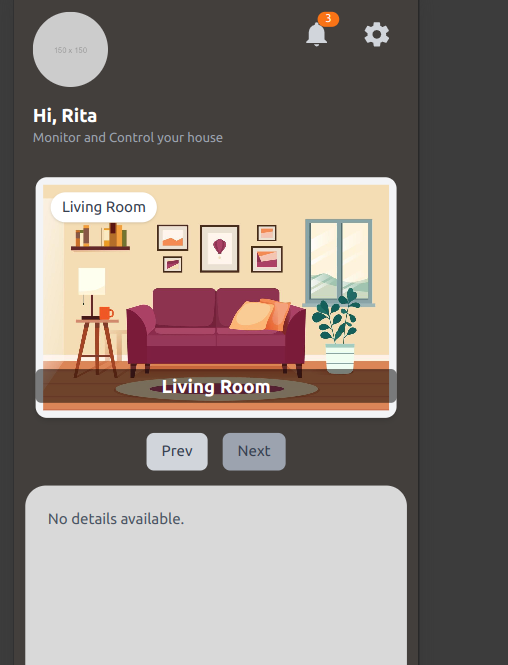 150 x 150
3
Hi, Rita
Monitor and Control your house
Living Room
Living Room
Prev Next
No details available.